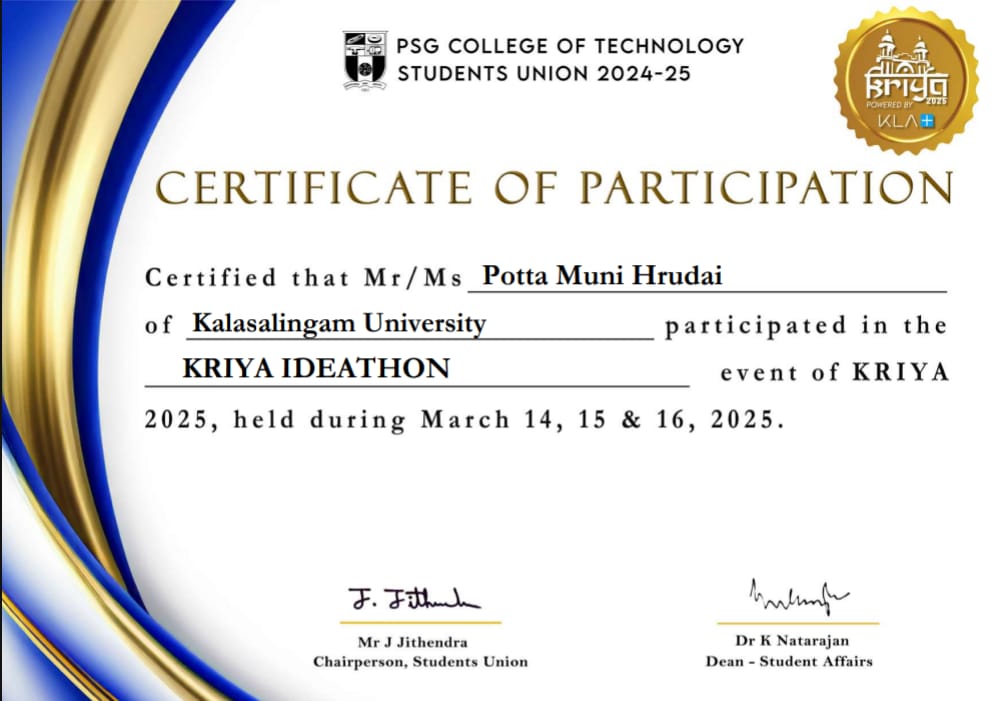 PSG COLLEGE OF TECHNOLOGY
STUDENTS UNION 2024-25
Kriya
2025
POWERED BY
KLA+
CERTIFICATE OF PARTICIPATION
Certified that Mr/Ms Potta Muni Hrudai
of Kalasalingam University participated in the
KRIYA IDEATHON event of KRIYA
2025, held during March 14, 15 & 16, 2025.
J. Jithendra
Mr J Jithendra
Chairperson, Students Union
Dr K Natarajan
Dean - Student Affairs